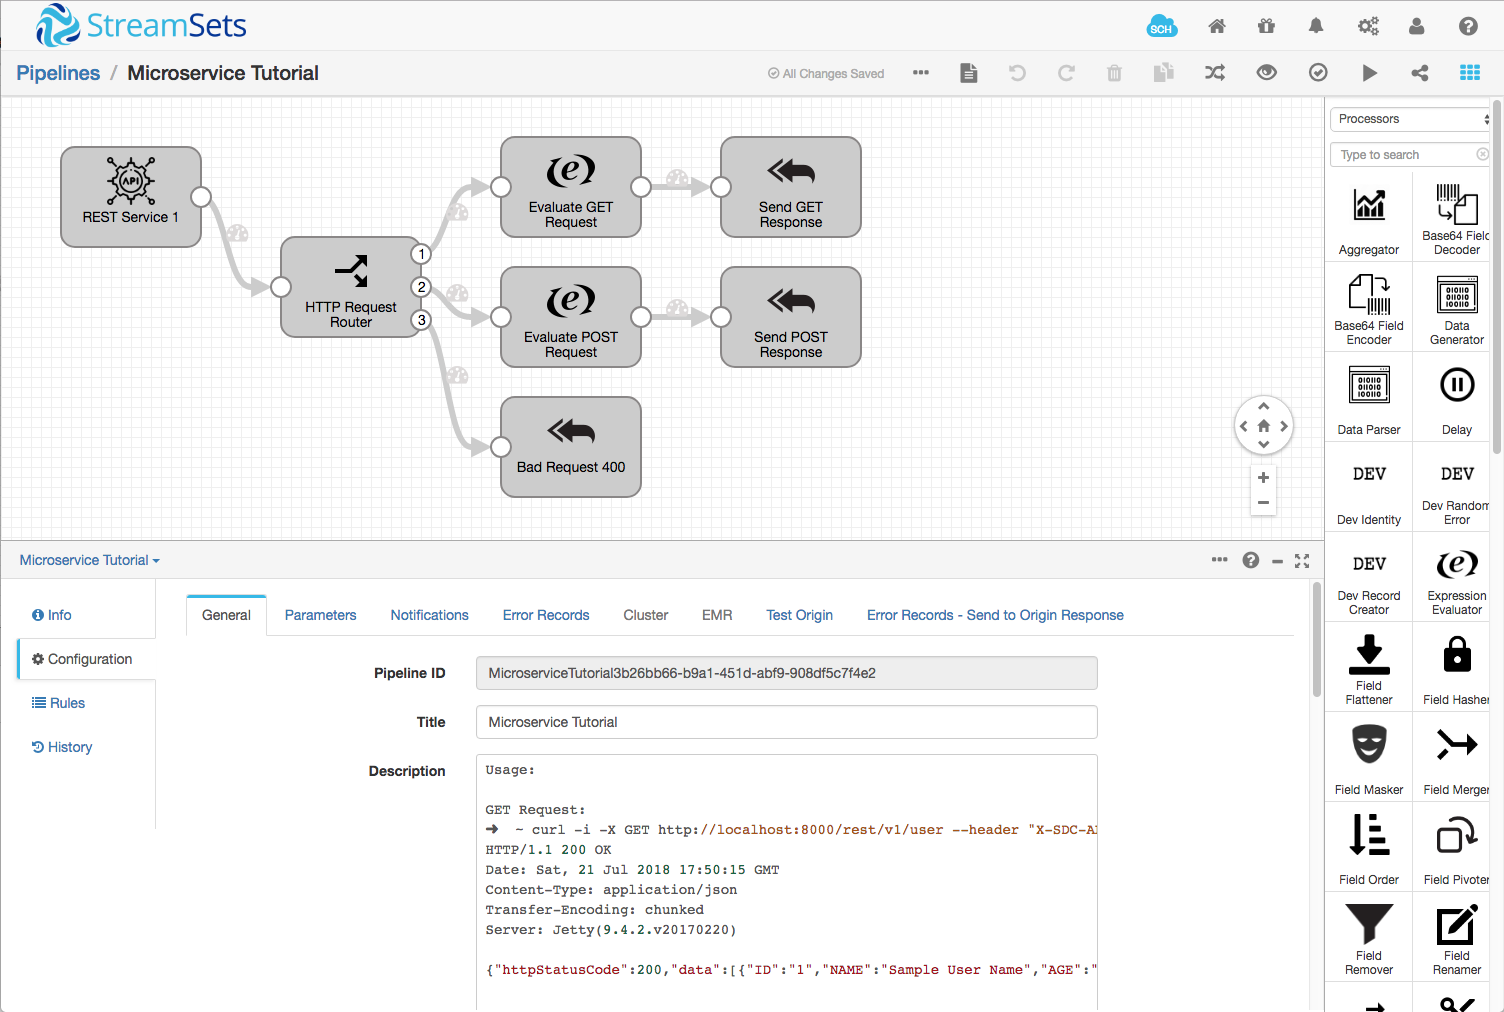 StreamSets
SCH
Pipelines / Microservice Tutorial
All Changes Saved
REST Service 1
API
HTTP Request
Router
1
2
3
Evaluate GET
Request
Send GET
Response
Evaluate POST
Request
Send POST
Response
Bad Request 400
Processors
Type to search
Aggregator
Base64 Field
Decoder
Base64 Field
Encoder
Data
Generator
Data Parser
Delay
DEV
Dev Identity
DEV
Dev Random
Error
DEV
Dev Record
Creator
Expression
Evaluator
Field
Flattener
Field Hasher
Field Masker
Field Merger
Field Order
Field Pivoter
Field
Remover
Field
Renamer
Microservice Tutorial
Info
Configuration
Rules
History
General
Parameters
Notifications
Error Records
Cluster
EMR
Test Origin
Error Records - Send to Origin Response
Pipeline ID
MicroserviceTutorial3b26bb66-b9a1-451d-abf9-908df5c7f4e2
Title
Microservice Tutorial
Description
Usage:
GET Request:
➜ ~ curl -i -X GET http://localhost:8000/rest/v1/user --header "X-SDC-A
HTTP/1.1 200 OK
Date: Sat, 21 Jul 2018 17:50:15 GMT
Content-Type: application/json
Transfer-Encoding: chunked
Server: Jetty(9.4.2.v20170220)
{"httpStatusCode":200,"data":[{"ID":"1","NAME":"Sample User Name","AGE":"